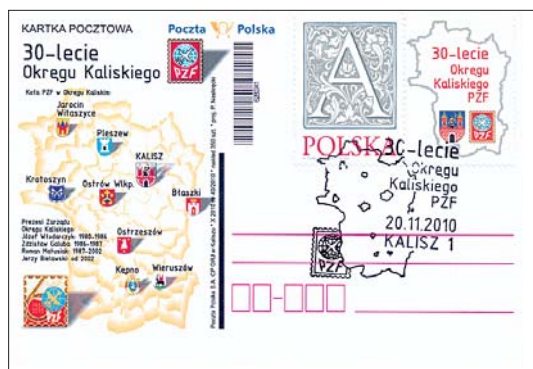 KARTKA POCZTOWA
Poczta Polska
30-lecie
Okręgu Kaliskiego
PZF
Koła PZF w Okręgu Kaliskim
Jarocin
Witaszyce
Pleszew
KALISZ
Krotoszyn
Ostrów Wlkp.
Błaszki
Ostrzeszów
Kępno
Wieruszów
Prezesi Zarządu
Okręgu Kaliskiego
Józef Włodarczyk: 1980-1986
Zdzisław Galuba: 1986-1987
Roman Matusiak: 1987-2002
Jerzy Bielawski od 2002
A
POLSKA
30-lecie
Okręgu
Kaliskiego
PZF
30-lecie
Okręgu
Kaliskiego
PZF
20.11.2010
KALISZ 1
PZF